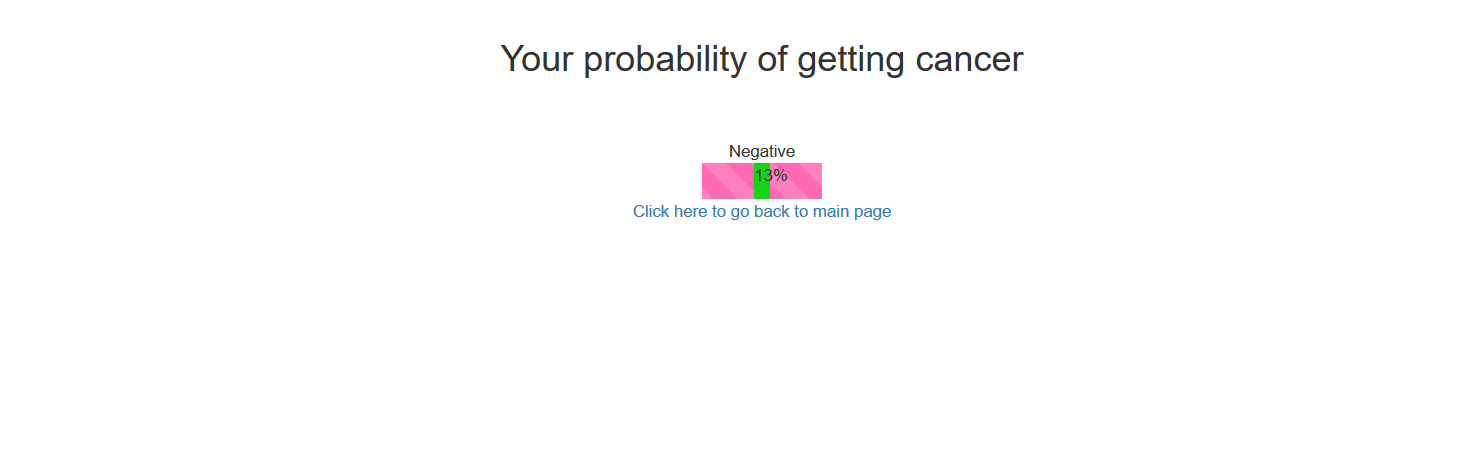 Your probability of getting cancer
Negative
13%
Click here to go back to main page